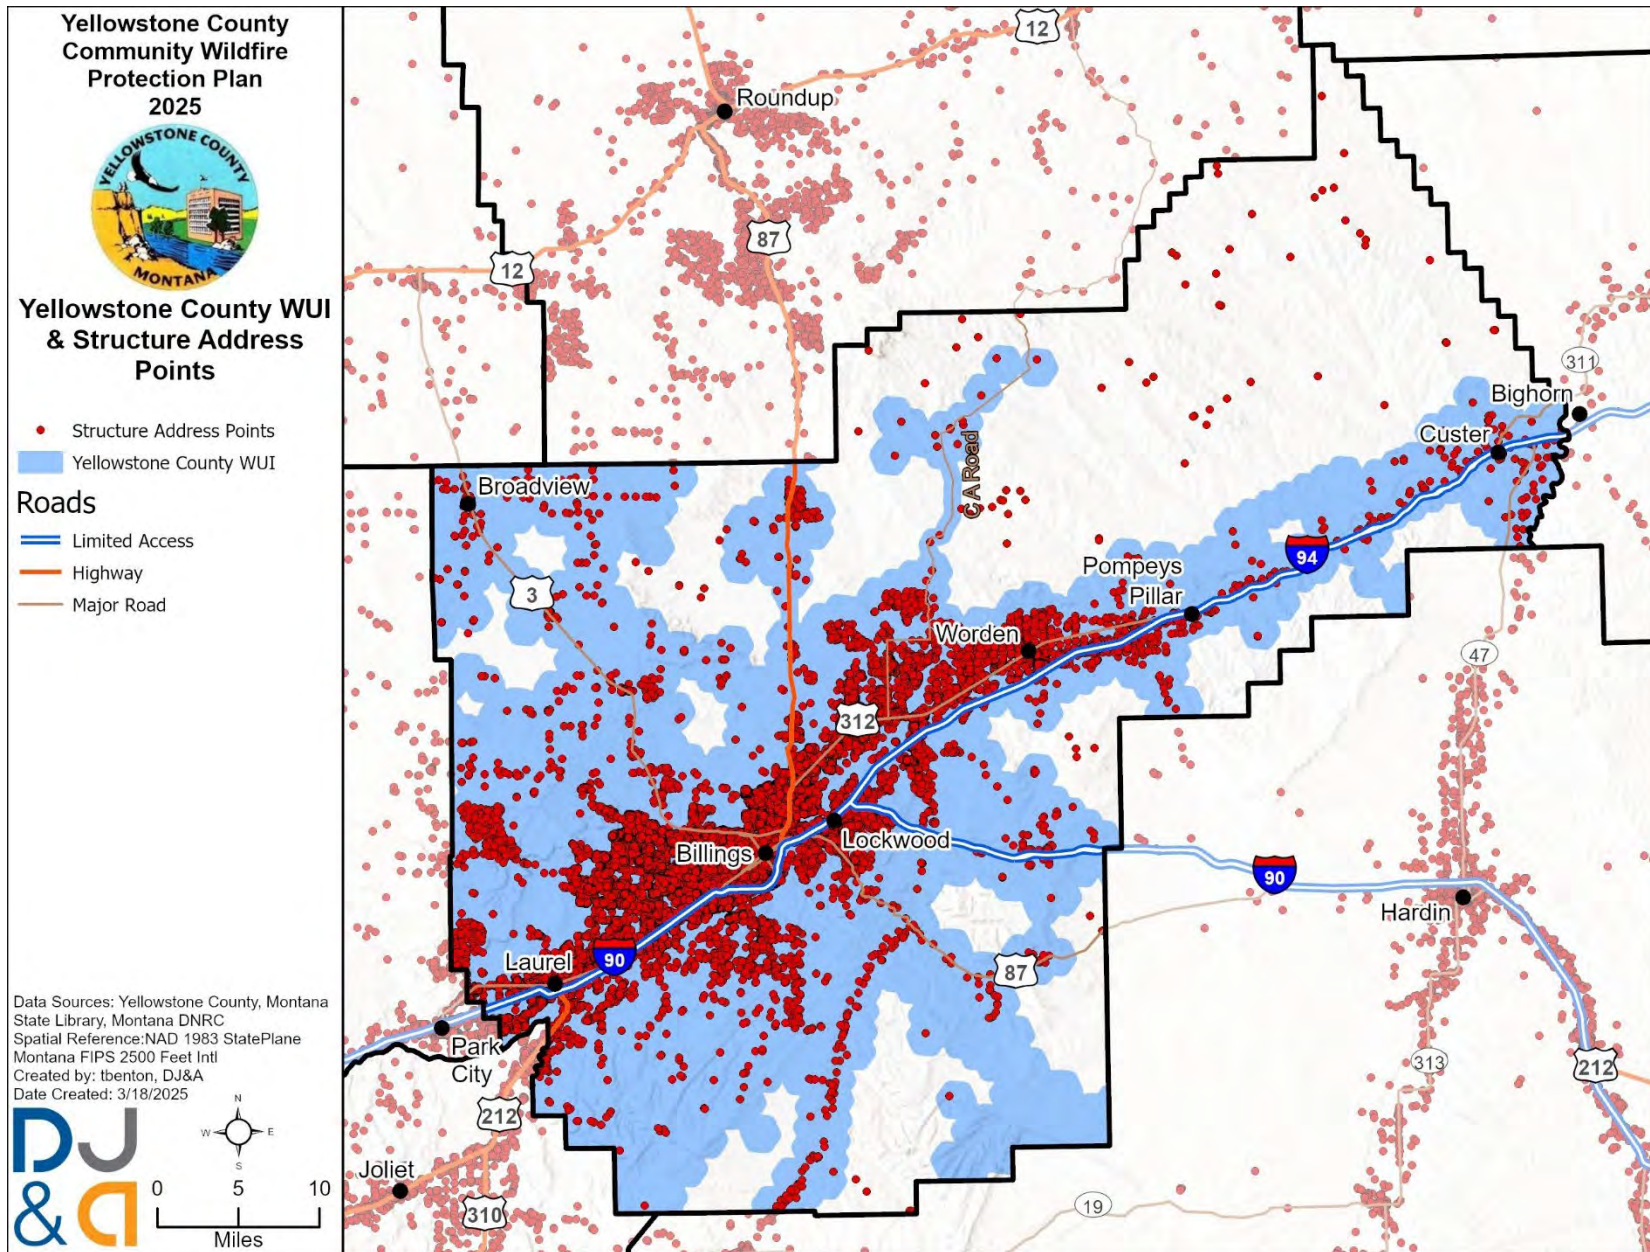 Yellowstone County
Community Wildfire
Protection Plan
2025
YELLOWSTONE COUNTY
MONTANA
Yellowstone County WUI
& Structure Address
Points
Structure Address Points
Yellowstone County WUI
Roads
Limited Access
Highway
Major Road
Data Sources: Yellowstone County, Montana
State Library, Montana DNRC
Spatial Reference:NAD 1983 StatePlane
Montana FIPS 2500 Feet Intl
Created by: tbenton, DJ&A
Date Created: 3/18/2025
DJ
&a
N
W
E
S
0
5
10
Miles
12
Roundup
87
12
311
Bighorn
Custer
Broadview
C A Road
94
Pompeys
Pillar
3
Worden
47
312
Lockwood
Billings
90
Hardin
Laurel
90
87
Park
City
313
212
212
Joliet
310
19